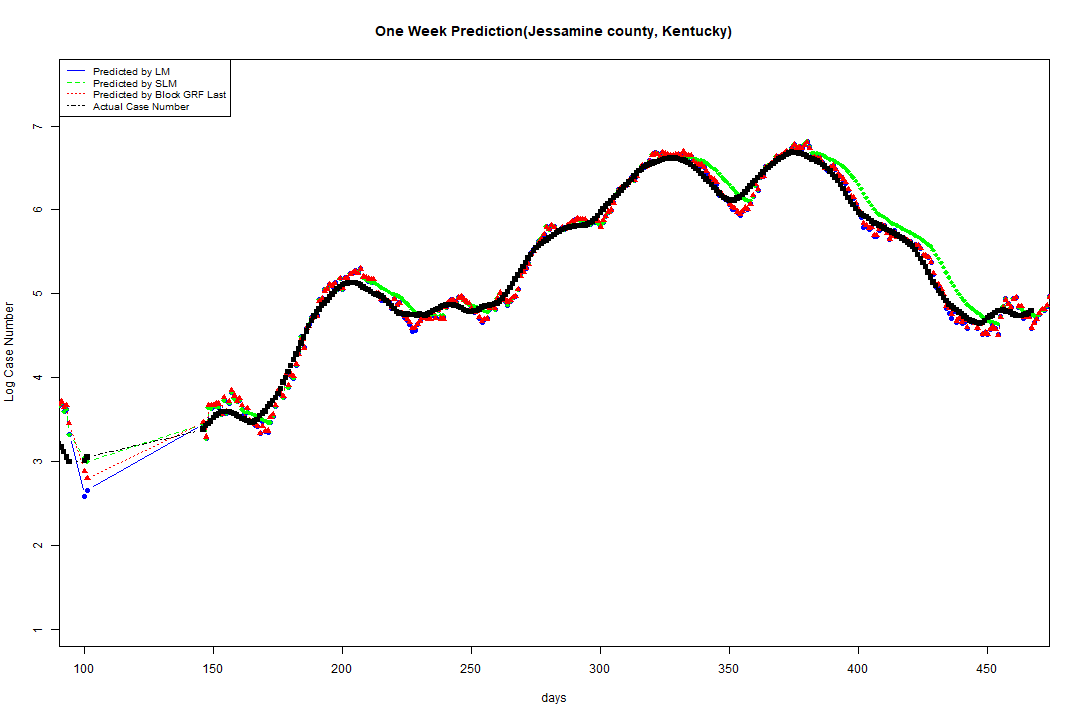 One Week Prediction(Jessamine county, Kentucky)
Predicted by LM
Predicted by SLM
Predicted by Block GRF Last
Actual Case Number
Log Case Number
7
6
5
4
3
2
1
100 150 200 250 300 350 400 450
days